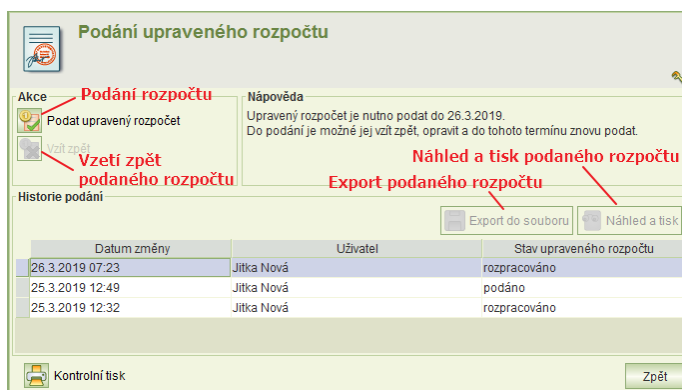 Podání upraveného rozpočtu
Akce
Podání rozpočtu
Podat upravený rozpočet
Vzít zpět
Vzetí zpět
podaného rozpočtu
Nápověda
Upravený rozpočet je nutno podat do 26.3.2019.
Do podání je možné jej vzít zpět, opravit a do tohoto termínu znovu podat.
Náhled a tisk podaného rozpočtu
Export podaného rozpočtu
Historie podání
Export do souboru Náhled a tisk
Datum změny Uživatel Stav upraveného rozpočtu
26.3.2019 07:23 Jitka Nová rozpracováno
25.3.2019 12:49 Jitka Nová podáno
25.3.2019 12:32 Jitka Nová rozpracováno
Kontrolní tisk Zpět